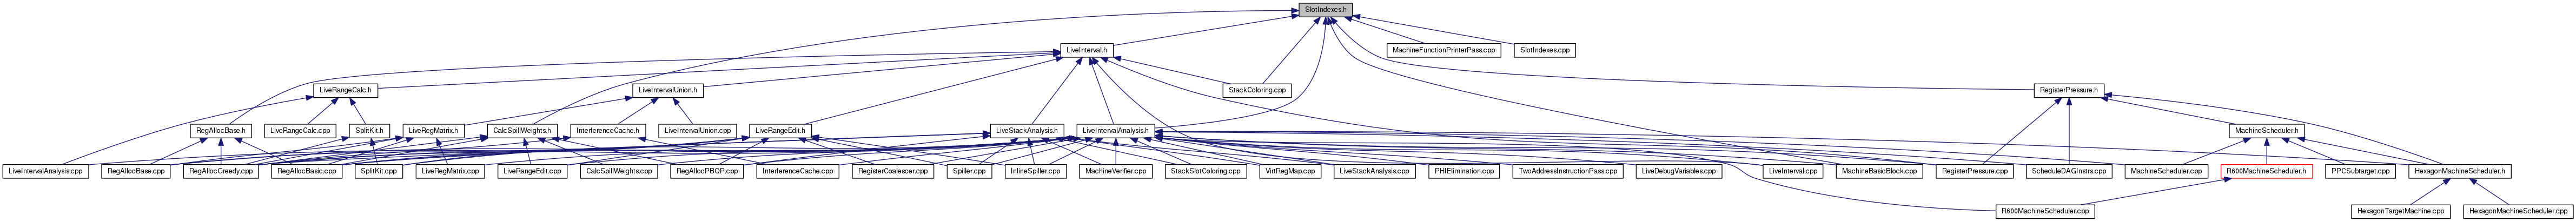 SlotIndexes.h
LiveInterval.h
MachineFunctionPrinterPass.cpp
SlotIndexes.cpp
LiveRangeCalc.h
LiveIntervalUnion.h
StackColoring.cpp
RegisterPressure.h
RegAllocBase.h
LiveRangeCalc.cpp
SplitKit.h
LiveRegMatrix.h
CalcSpillWeights.h
InterferenceCache.h
LiveIntervalUnion.cpp
LiveRangeEdit.h
LiveStackAnalysis.h
LiveIntervalAnalysis.h
MachineScheduler.h
LiveIntervalAnalysis.cpp
RegAllocBase.cpp
RegAllocGreedy.cpp
RegAllocBasic.cpp
SplitKit.cpp
LiveRegMatrix.cpp
LiveRangeEdit.cpp
CalcSpillWeights.cpp
RegAllocPBQP.cpp
InterferenceCache.cpp
RegisterCoalescer.cpp
Spiller.cpp
InlineSpiller.cpp
MachineVerifier.cpp
StackSlotColoring.cpp
VirtRegMap.cpp
LiveStackAnalysis.cpp
PHIElimination.cpp
TwoAddressInstructionPass.cpp
LiveDebugVariables.cpp
LiveInterval.cpp
MachineBasicBlock.cpp
RegisterPressure.cpp
ScheduleDAGInstrs.cpp
MachineScheduler.cpp
R600MachineScheduler.h
PPCSubtarget.cpp
HexagonMachineScheduler.h
R600MachineScheduler.cpp
HexagonTargetMachine.cpp
HexagonMachineScheduler.cpp